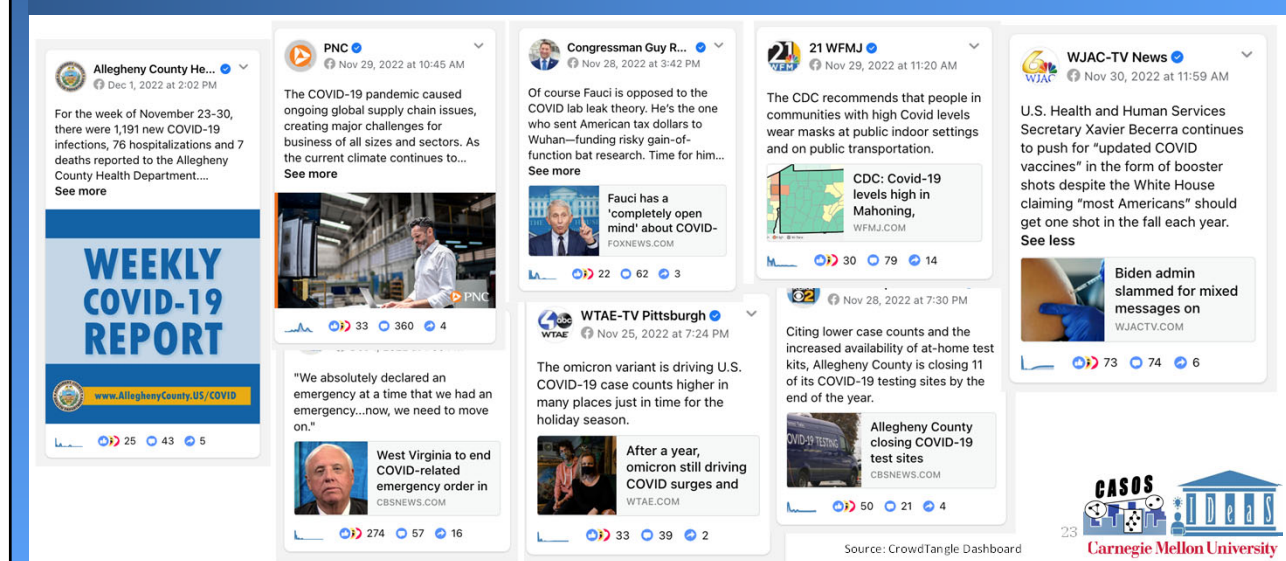 Allegheny County He...
Dec 1, 2022 at 2:02 PM
For the week of November 23-30,
there were 1,191 new COVID-19
infections, 76 hospitalizations and 7
deaths reported to the Allegheny
County Health Department....
See more
WEEKLY
COVID-19
REPORT
www.AlleghenyCounty.US/COVID
25 43 5
PNC
Nov 29, 2022 at 10:45 AM
The COVID-19 pandemic caused
ongoing global supply chain issues,
creating major challenges for
business of all sizes and sectors. As
the current climate continues to...
See more
PNC
33 360 4
"We absolutely declared an
emergency at a time that we had an
emergency...now, we need to move
on."
West Virginia to end
COVID-related
emergency order in
CBSNEWS.COM
274 57 16
Congressman Guy R...
Nov 28, 2022 at 3:42 PM
Of course Fauci is opposed to the
COVID lab leak theory. He's the one
who sent American tax dollars to
Wuhan—funding risky gain-of-
function bat research. Time for him...
See more
Fauci has a
'completely open
mind' about COVID-
FOXNEWS.COM
22 62 3
abc
WTAE
WTAE-TV Pittsburgh
Nov 25, 2022 at 7:24 PM
The omicron variant is driving U.S.
COVID-19 case counts higher in
many places just in time for the
holiday season.
After a year,
omicron still driving
COVID surges and
WTAE.COM
33 39 2
21
WFMJ
21 WFMJ
Nov 29, 2022 at 11:20 AM
The CDC recommends that people in
communities with high Covid levels
wear masks at public indoor settings
and on public transportation.
CDC: Covid-19
levels high in
Mahoning,
WFMJ.COM
30 79 14
Nov 28, 2022 at 7:30 PM
Citing lower case counts and the
increased availability of at-home test
kits, Allegheny County is closing 11
of its COVID-19 testing sites by the
end of the year.
OVID-19 TESTING
Allegheny County
closing COVID-19
test sites
CBSNEWS.COM
50 21 4
6
WJAC
WJAC-TV News
Nov 30, 2022 at 11:59 AM
U.S. Health and Human Services
Secretary Xavier Becerra continues
to push for “updated COVID
vaccines” in the form of booster
shots despite the White House
claiming “most Americans” should
get one shot in the fall each year.
See less
Biden admin
slammed for mixed
messages on
WJACTV.COM
73 74 6
Source: CrowdTangle Dashboard
23
CASOS
IDeaS
Carnegie Mellon University